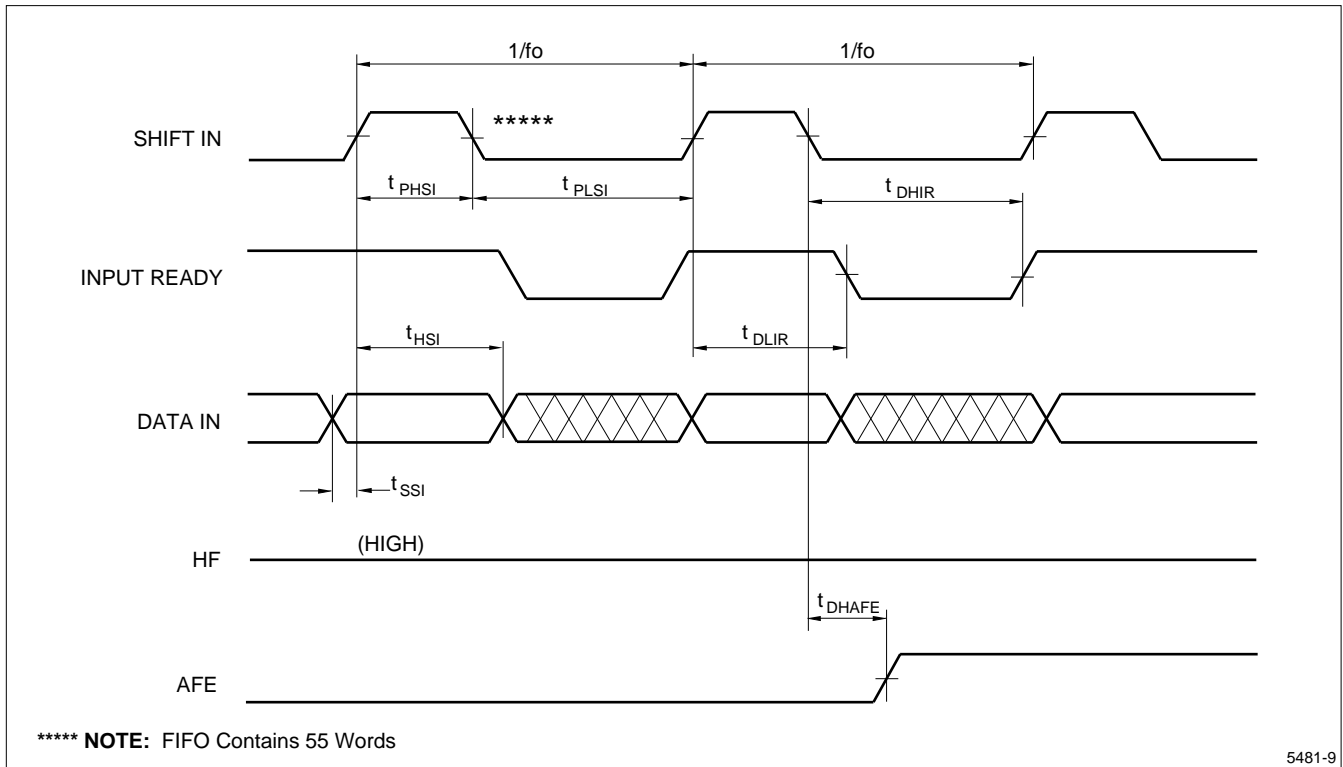 1/fo 1/fo
SHIFT IN *****
t PHSI t PLSI t DHIR
INPUT READY
t HSI t DLIR
DATA IN
t SSI
HF (HIGH)
t DHAFE
AFE
***** NOTE: FIFO Contains 55 Words
5481-9